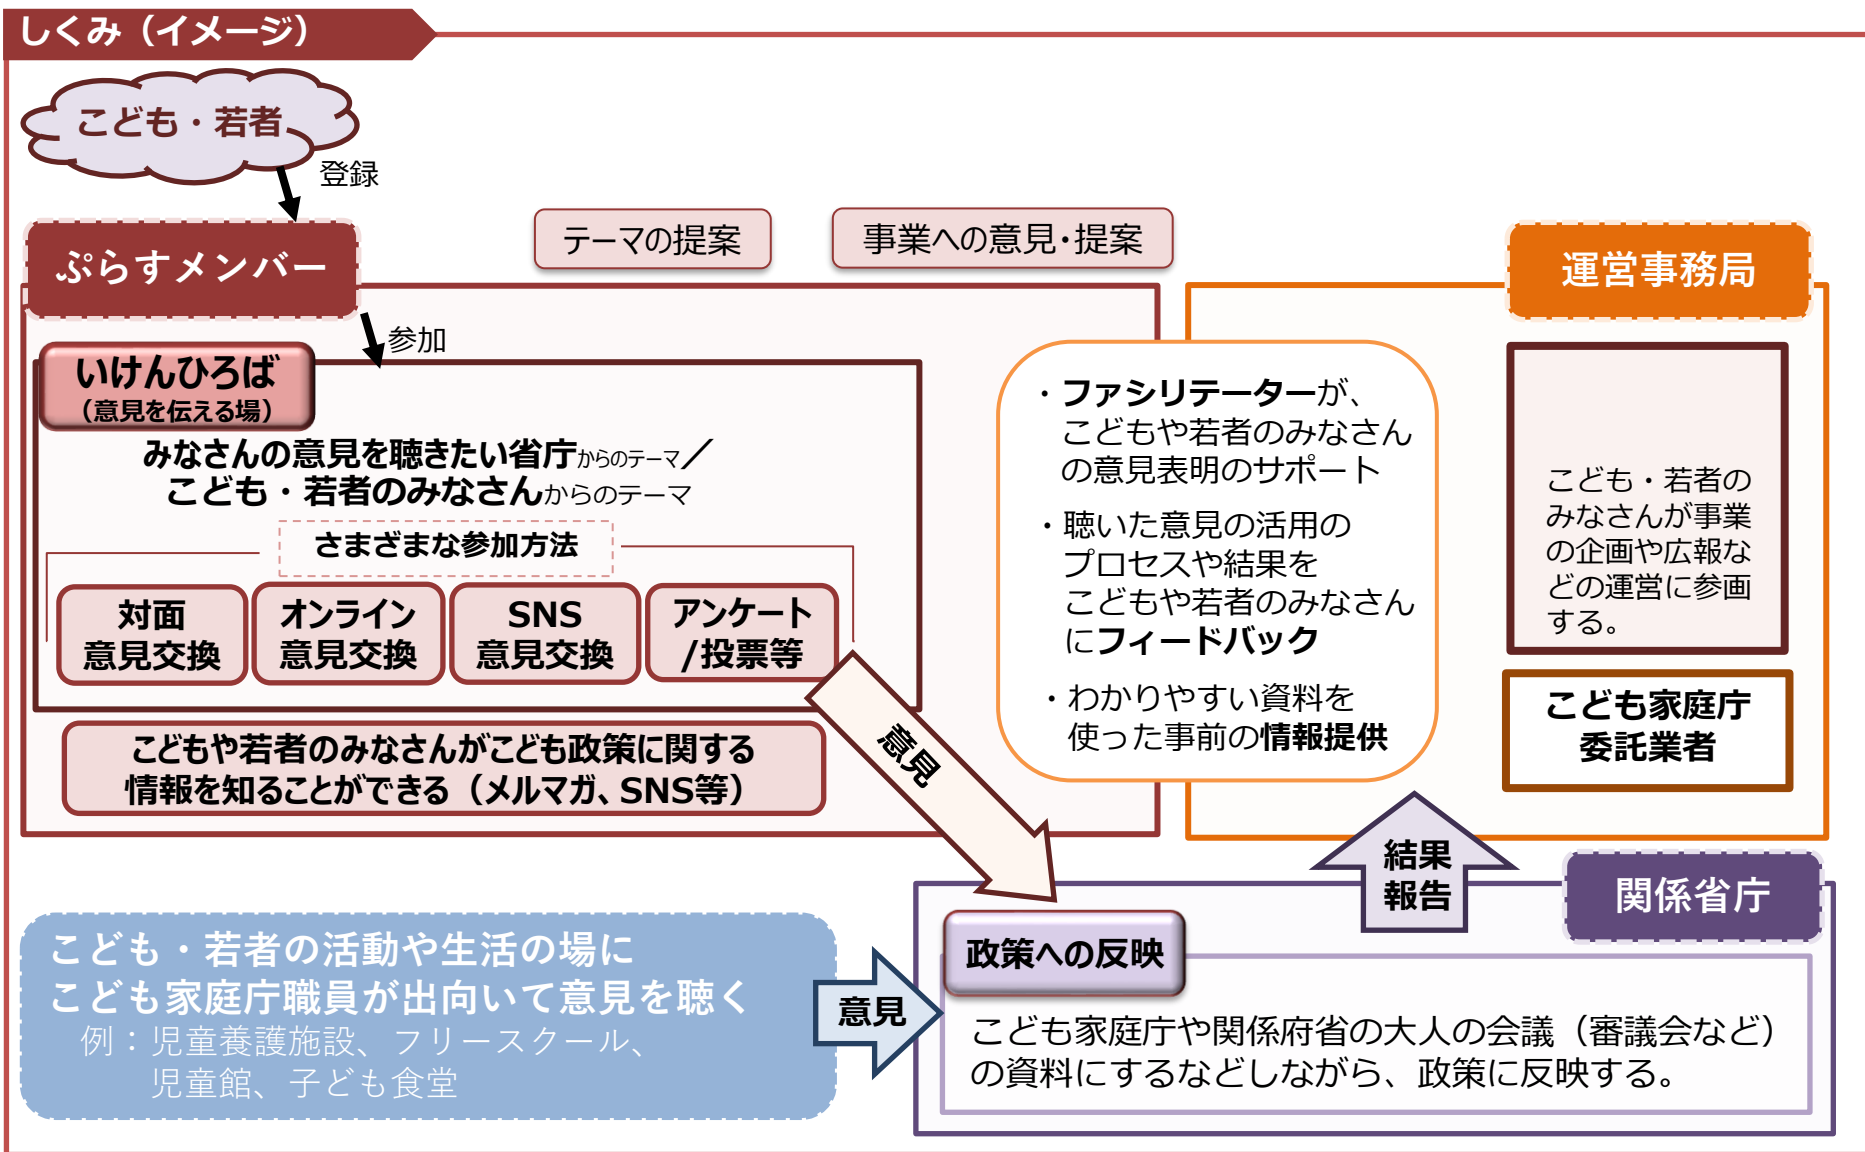 しくみ（イメージ）
こども・若者
登録
ぷらすメンバー
テーマの提案
事業への意見・提案
参加
いけんひろば
（意見を伝える場）
みなさんの意見を聴きたい省庁からのテーマ／
こども・若者のみなさんからのテーマ
さまざまな参加方法
対面
意見交換
オンライン
意見交換
SNS
意見交換
アンケート
/投票等
こどもや若者のみなさんがこども政策に関する
情報を知ることができる（メルマガ、SNS等）
意見
運営事務局
・ファシリテーターが、
こどもや若者のみなさん
の意見表明のサポート
・聴いた意見の活用の
プロセスや結果を
こどもや若者のみなさん
にフィードバック
・わかりやすい資料を
使った事前の情報提供
こども・若者の
みなさんが事業
の企画や広報な
どの運営に参画
する。
こども家庭庁
委託業者
結果
報告
関係省庁
こども・若者の活動や生活の場に
こども家庭庁職員が出向いて意見を聴く
例：児童養護施設、フリースクール、
児童館、子ども食堂
意見
政策への反映
こども家庭庁や関係府省の大人の会議（審議会など）
の資料にするなどしながら、政策に反映する。